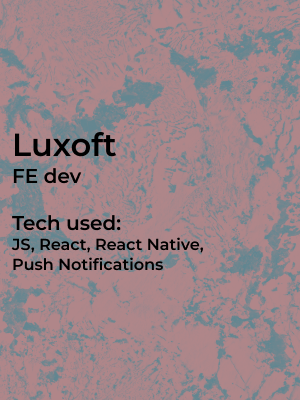 Luxoft
FE dev
Tech used:
JS, React, React Native,
Push Notifications